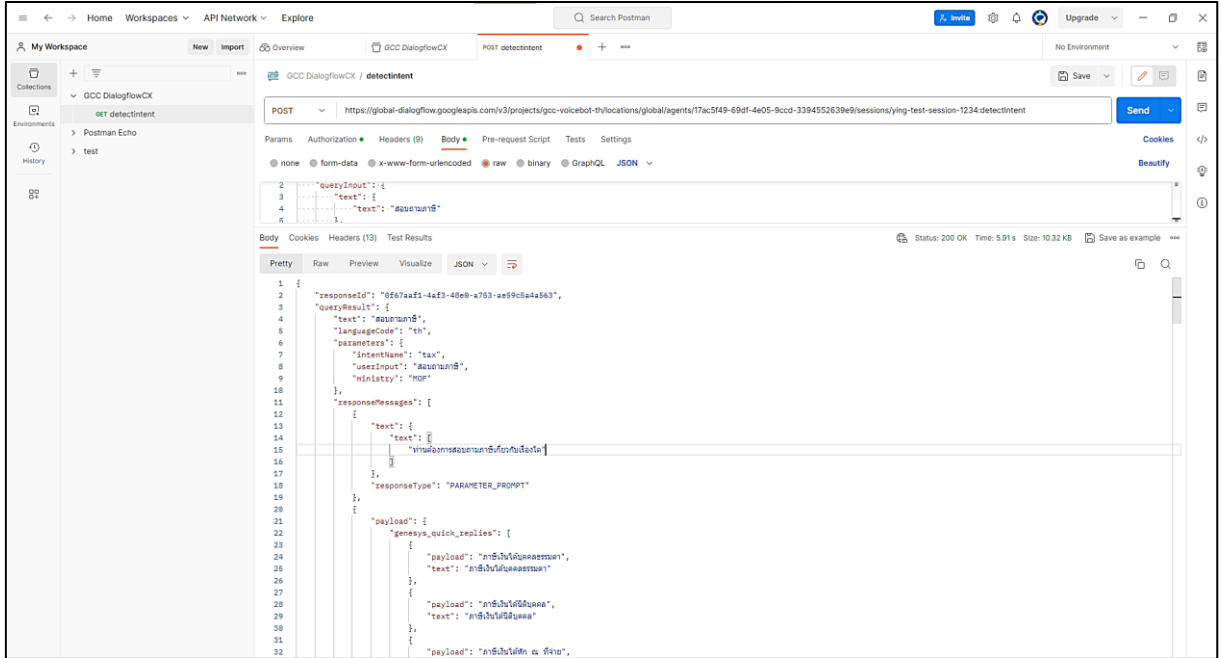 Home Workspaces API Network Explore Search Postman Invite Upgrade
My Workspace New Import Overview GCC DialogflowCX POST detectintent No Environment
Collections
Environments
History
GCC DialogflowCX
GET detectintent
Postman Echo
test
GCC DialogflowCX / detectintent Save
POST https://global-dialogflow.googleapis.com/v3/projects/gcc-voicebot-th/locations/global/agents/17ac5f49-69df-4e05-9ccd-3394552639e9/sessions/ying-test-session-1234:detectIntent Send
Params Authorization Headers (9) Body Pre-request Script Tests Settings Cookies
none form-data x-www-form-urlencoded raw binary GraphQL JSON Beautify
2 "queryInput": {
3 "text": {
4 "text": "สอบถามภาษี"
5 },
Body Cookies Headers (13) Test Results Status: 200 OK Time: 5.91 s Size: 10.32 KB Save as example
Pretty Raw Preview Visualize JSON
1 {
2 "responseId": "0f67aaf1-4af3-48e0-a753-ae59c5a4a563",
3 "queryResult": {
4 "text": "สอบถามภาษี",
5 "languageCode": "th",
6 "parameters": {
7 "intentName": "tax",
8 "userInput": "สอบถามภาษี",
9 "ministry": "MOF"
10 },
11 "responseMessages": [
12 {
13 "text": {
14 "text": [
15 "ท่านต้องการสอบถามภาษีเกี่ยวกับเรื่องใด"
16 ]
17 },
18 "responseType": "PARAMETER_PROMPT"
19 },
20 {
21 "payload": {
22 "genesys_quick_replies": [
23 {
24 "payload": "ภาษีเงินได้บุคคลธรรมดา",
25 "text": "ภาษีเงินได้บุคคลธรรมดา"
26 },
27 {
28 "payload": "ภาษีเงินได้นิติบุคคล",
29 "text": "ภาษีเงินได้นิติบุคคล"
30 },
31 {
32 "payload": "ภาษีเงินได้หัก ณ ที่จ่าย",